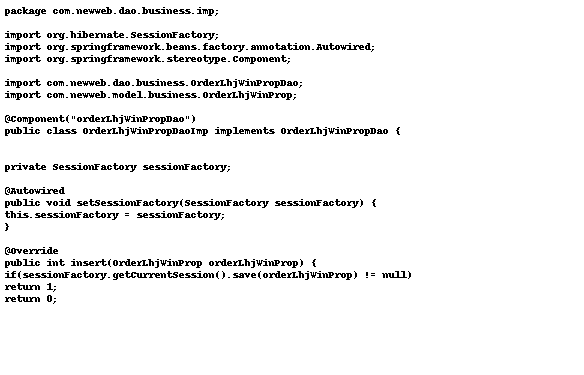 package com.newweb.dao.business.imp;
import org.hibernate.SessionFactory;
import org.springframework.beans.factory.annotation.Autowired;
import org.springframework.stereotype.Component;
import com.newweb.dao.business.OrderLhjWinPropDao;
import com.newweb.model.business.OrderLhjWinProp;
@Component("orderLhjWinPropDao")
public class OrderLhjWinPropDaoImp implements OrderLhjWinPropDao {
private SessionFactory sessionFactory;
@Autowired
public void setSessionFactory(SessionFactory sessionFactory) {
this.sessionFactory = sessionFactory;
}
@Override
public int insert(OrderLhjWinProp orderLhjWinProp) {
if(sessionFactory.getCurrentSession().save(orderLhjWinProp) != null)
return 1;
return 0;